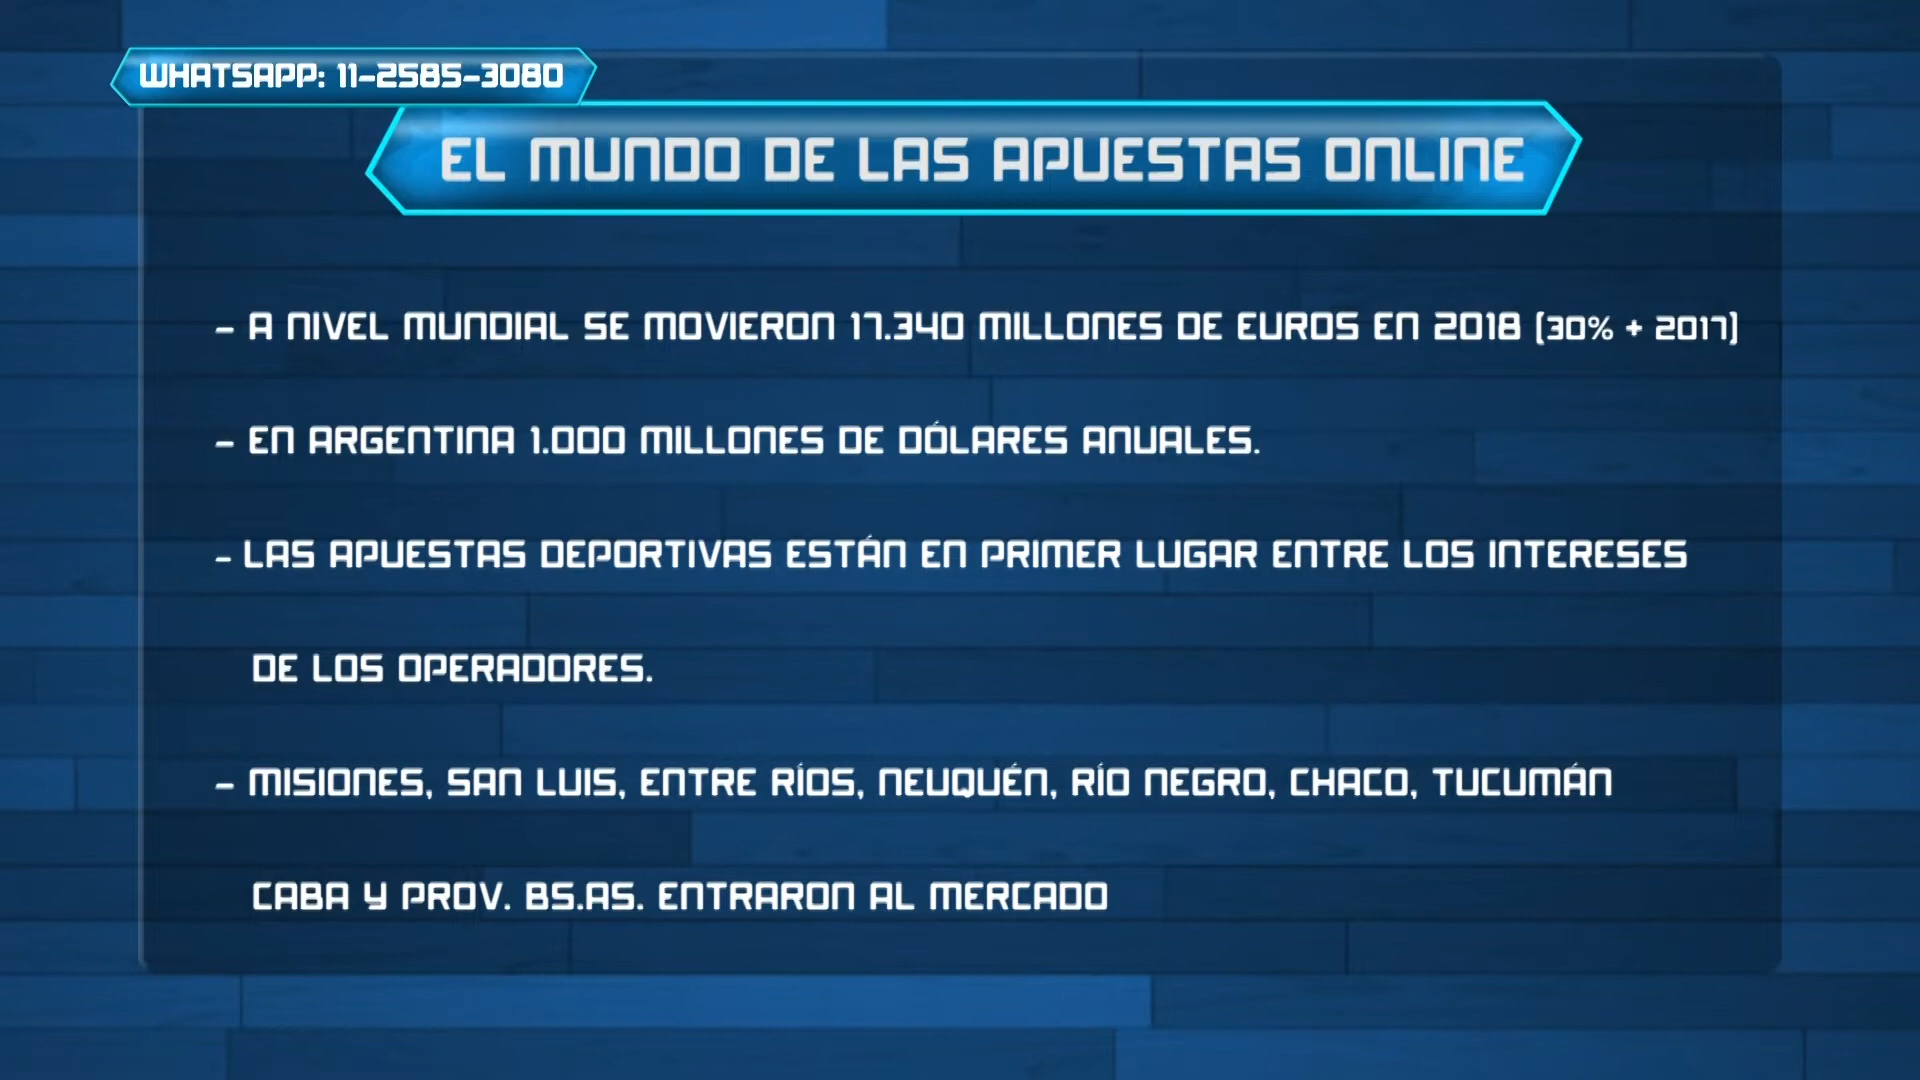 WHATSAPP: 11-2585-3080
EL MUNDO DE LAS APUESTAS ONLINE
- A NIVEL MUNDIAL SE MOVIERON 17.340 MILLONES DE EUROS EN 2018 (30% + 2017)
- EN ARGENTINA 1.000 MILLONES DE DÓLARES ANUALES.
- LAS APUESTAS DEPORTIVAS ESTÁN EN PRIMER LUGAR ENTRE LOS INTERESES
DE LOS OPERADORES.
- MISIONES, SAN LUIS, ENTRE RÍOS, NEUQUÉN, RÍO NEGRO, CHACO, TUCUMÁN
CABA Y PROV. BS.AS. ENTRARON AL MERCADO